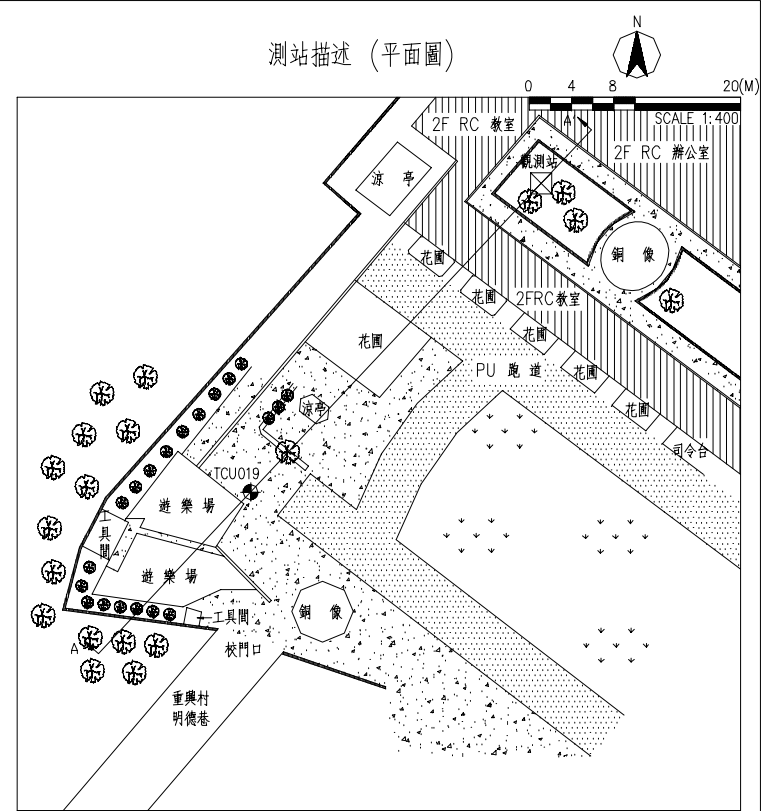 測站描述 (平面圖)
N
0 4 8 20(M)
SCALE 1:400
2F RC 教室
A'
2F RC 辦公室
觀測站
涼 亭
銅 像
花圃
花圃
2FRC教室
花圃
花圃
PU 跑 道
花圃
花圃
司令台
涼亭
TCU019
遊 樂 場
工具間
遊 樂 場
工具間
銅 像
校門口
A
重興村
明德巷